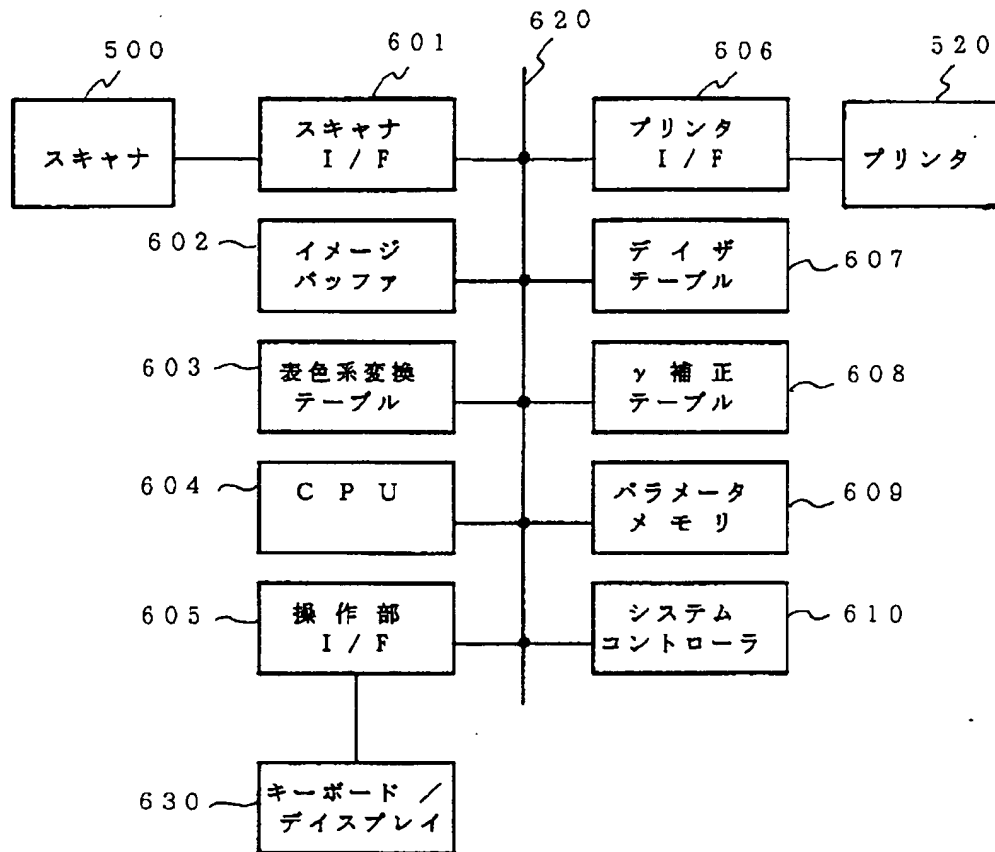 500
601
620
606
520
スキャナ
スキャナ
I/F
プリンタ
I/F
プリンタ
602
イメージ
バッファ
デイザ
テーブル
607
603
表色系変換
テーブル
γ補正
テーブル
608
604
CPU
パラメータ
メモリ
609
605
操作部
I/F
システム
コントローラ
610
630
キーボード/
デイスプレイ